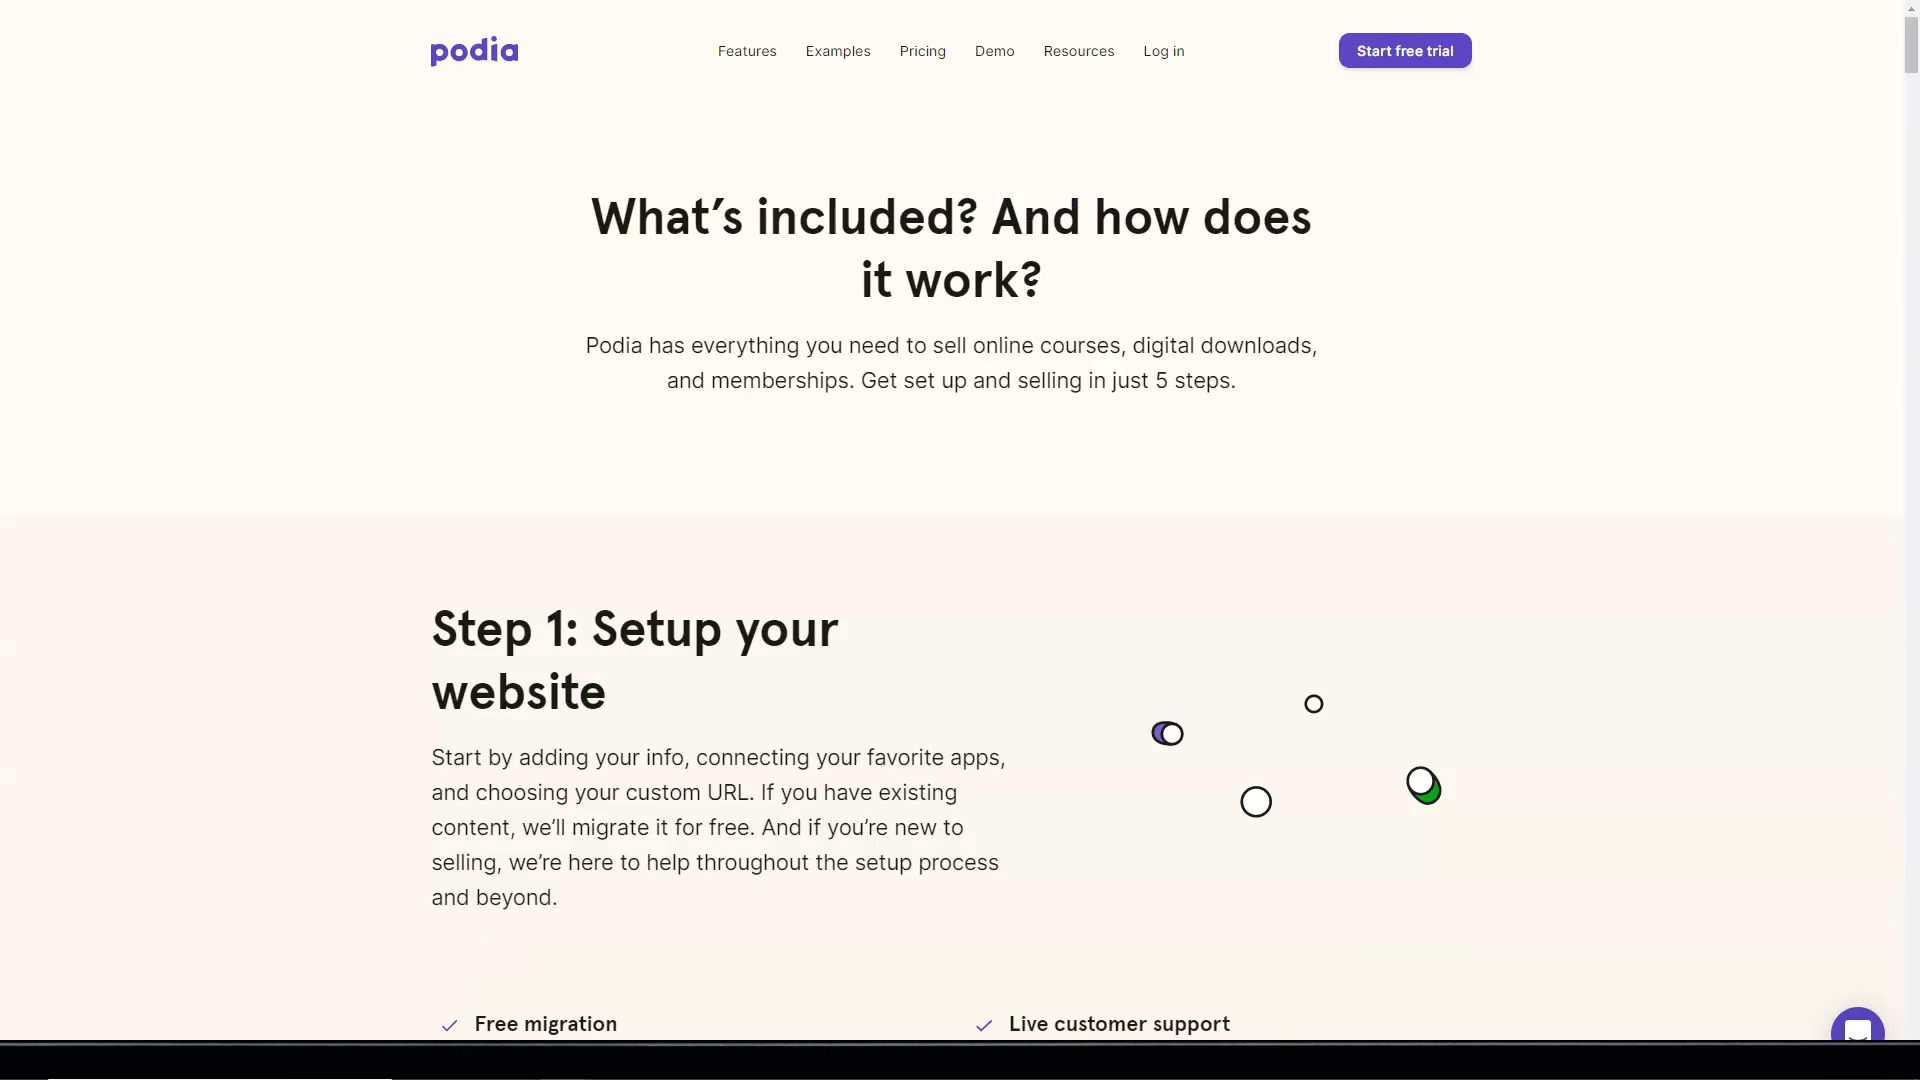 podia
Features
Examples
Pricing
Demo
Resources
Log in
Start free trial
What’s included? And how does
it work?
Podia has everything you need to sell online courses, digital downloads,
and memberships. Get set up and selling in just 5 steps.
Step 1: Setup your
website
Start by adding your info, connecting your favorite apps,
and choosing your custom URL. If you have existing
content, we’ll migrate it for free. And if you’re new to
selling, we’re here to help throughout the setup process
and beyond.
Free migration
Live customer support